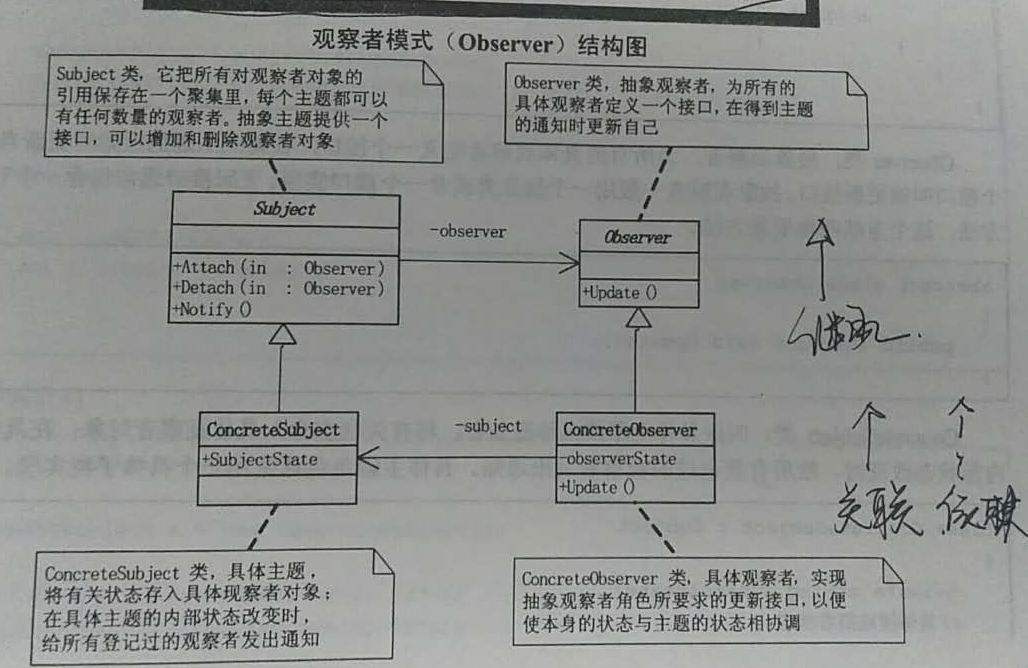 观察者模式（Observer）结构图
Subject 类，它把所有对观察者对象的
引用保存在一个聚集里，每个主题都可以
有任何数量的观察者。抽象主题提供一个
接口，可以增加和删除观察者对象
Observer 类，抽象观察者，为所有的
具体观察者定义一个接口，在得到主题
的通知时更新自己
Subject
+Attach(in : Observer)
+Detach(in : Observer)
+Notify()
-observer
Observer
+Update()
继承
ConcreteSubject
+SubjectState
-subject
ConcreteObserver
-observerState
+Update()
关联
依赖
ConcreteSubject 类，具体主题，
将有关状态存入具体现察者对象；
在具体主题的内部状态改变时，
给所有登记过的观察者发出通知
ConcreteObserver 类，具体观察者，实现
抽象观察者角色所要求的更新接口，以便
使本身的状态与主题的状态相协调